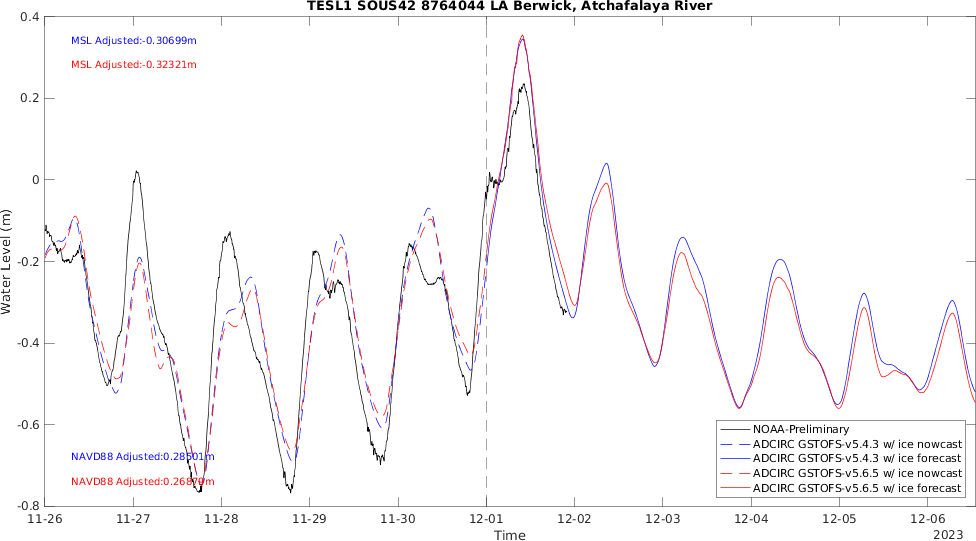 TESL1 SOUS42 8764044 LA Berwick, Atchafalaya River
MSL Adjusted:-0.30699m
MSL Adjusted:-0.32321m
0.4
0.2
0
-0.2
-0.4
-0.6
-0.8
Water Level (m)
NAVD88 Adjusted:0.28501m
NAVD88 Adjusted:0.26879m
NOAA-Preliminary
ADCIRC GSTOFS-v5.4.3 w/ ice nowcast
ADCIRC GSTOFS-v5.4.3 w/ ice forecast
ADCIRC GSTOFS-v5.6.5 w/ ice nowcast
ADCIRC GSTOFS-v5.6.5 w/ ice forecast
11-26 11-27 11-28 11-29 11-30 12-01 12-02 12-03 12-04 12-05 12-06
Time
2023